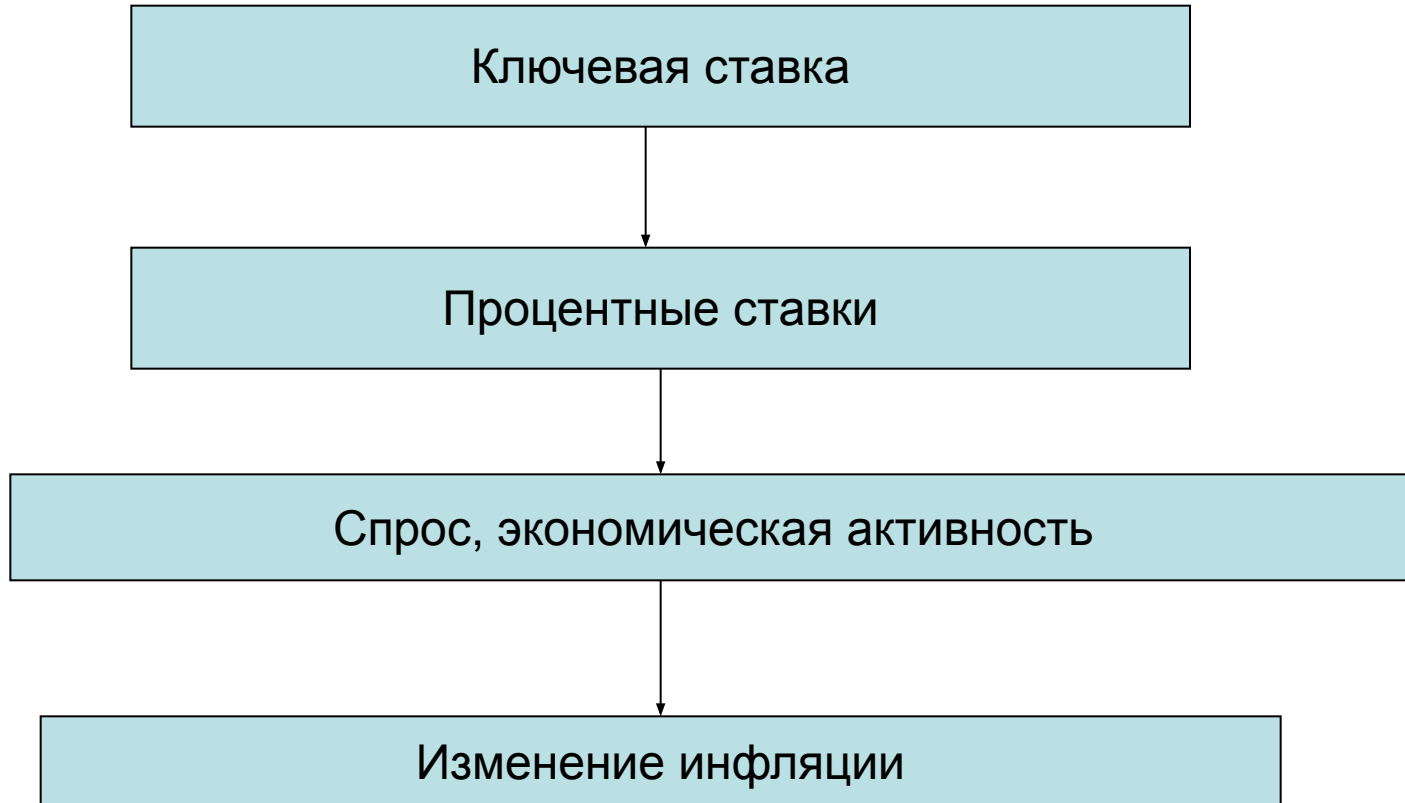 Ключевая ставка
Процентные ставки
Спрос, экономическая активность
Изменение инфляции